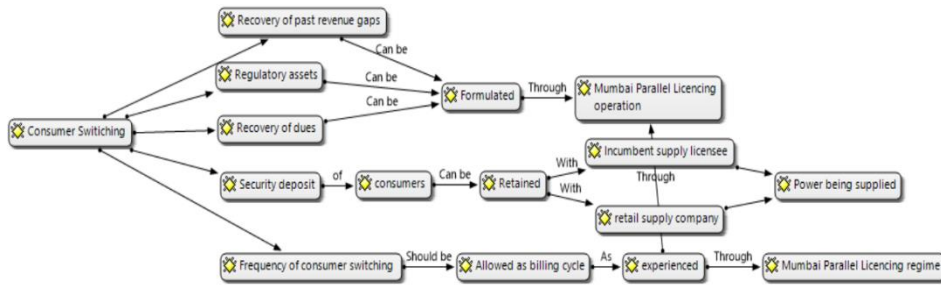 Recovery of past revenue gaps
Can be
Regulatory assets
Can be
Formulated
Through
Mumbai Parallel Licencing
operation
Can be
Consumer Switiching
Recovery of dues
Incumbent supply licensee
With
Through
Security deposit
of
consumers
Can be
Retained
Power being supplied
With
retail supply company
Frequency of consumer switching
Should be
Allowed as billing cycle
As
experienced
Through
Mumbai Parallel Licencing regime